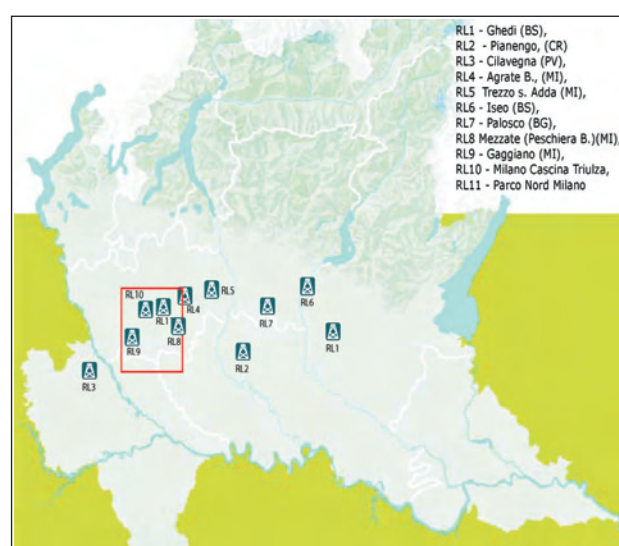 RL1 - Ghedi (BS),
RL2 - Pianengo, (CR)
RL3 - Cilavegna (PV),
RL4 - Agrate B., (MI),
RL5 Trezzo s. Adda (MI),
RL6 - Iseo (BS),
RL7 - Palosco (BG),
RL8 Mezzate (Peschiera B.)(MI),
RL9 - Gaggiano (MI),
RL10 - Milano Cascina Triulza,
RL11 - Parco Nord Milano
RL10
RL5
RL6
RL1
RL4
RL7
RL8
RL9
RL1
RL2
RL3